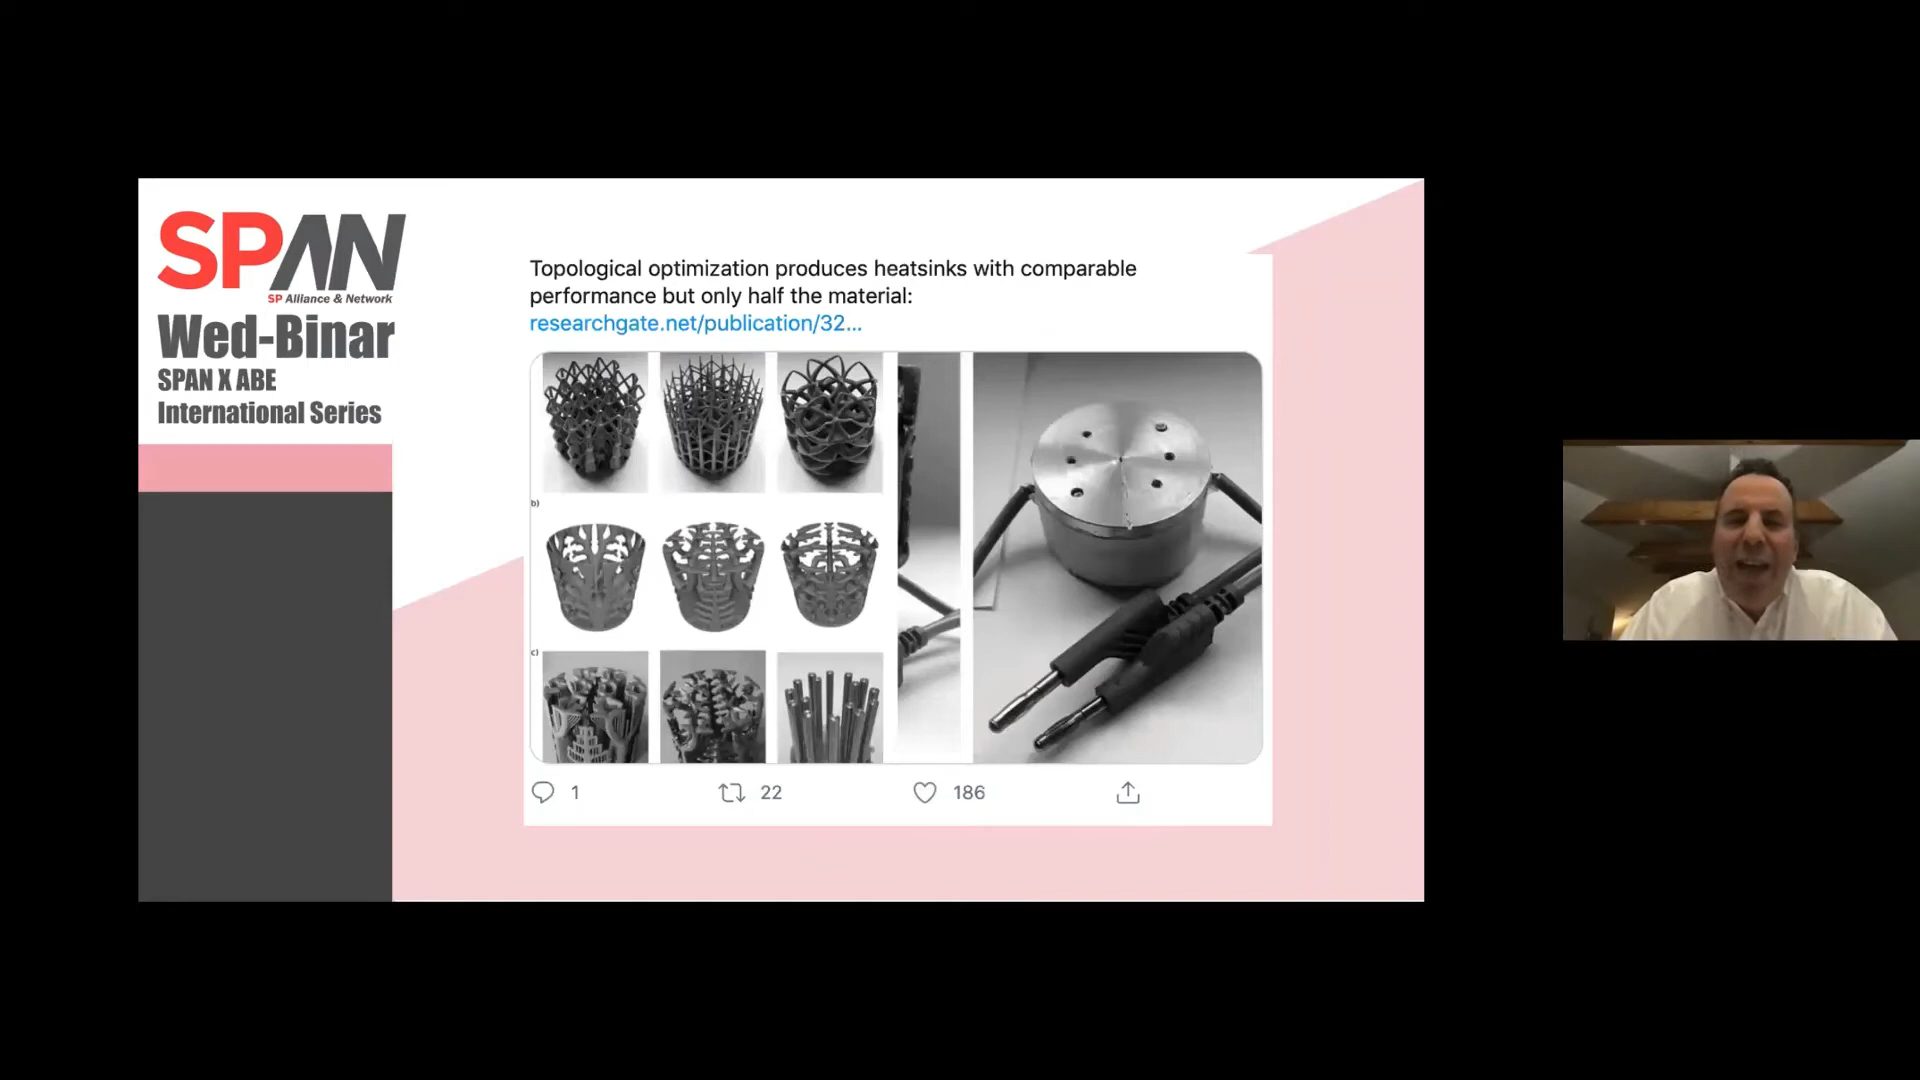 SPAN
SP Alliance & Network
Wed-Binar
SPAN X ABE
International Series
Topological optimization produces heatsinks with comparable
performance but only half the material:
researchgate.net/publication/32...
b)
c)
1 22 186